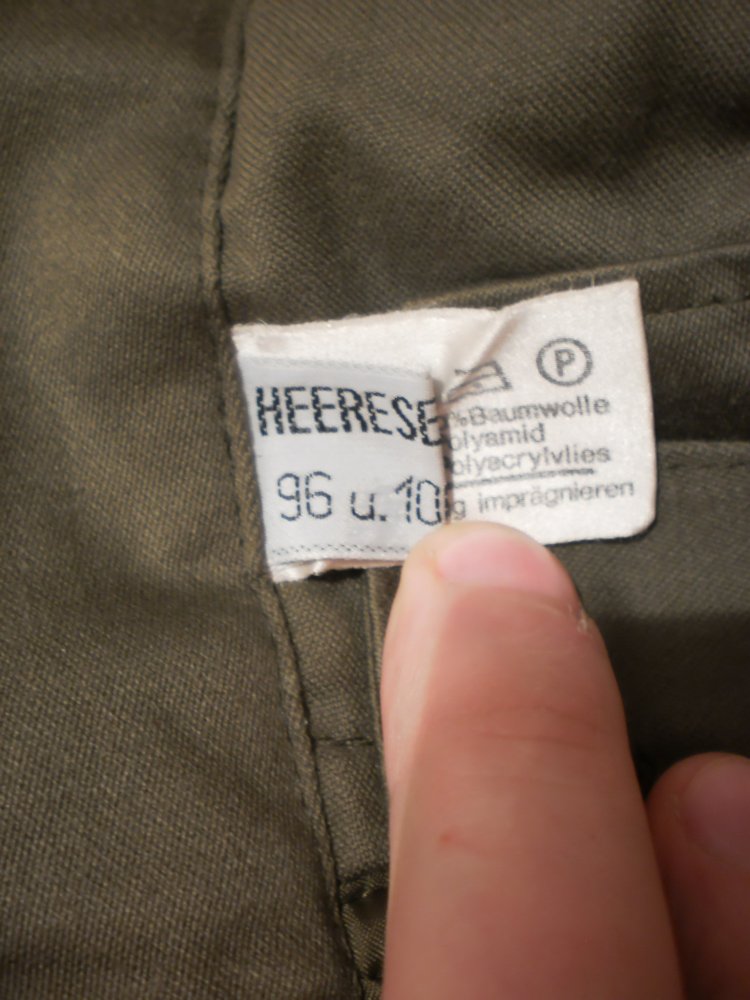 HEERESE
96 u. 10
P
%Baumwolle
olyamid
olyacrylvlies
g imprägnieren